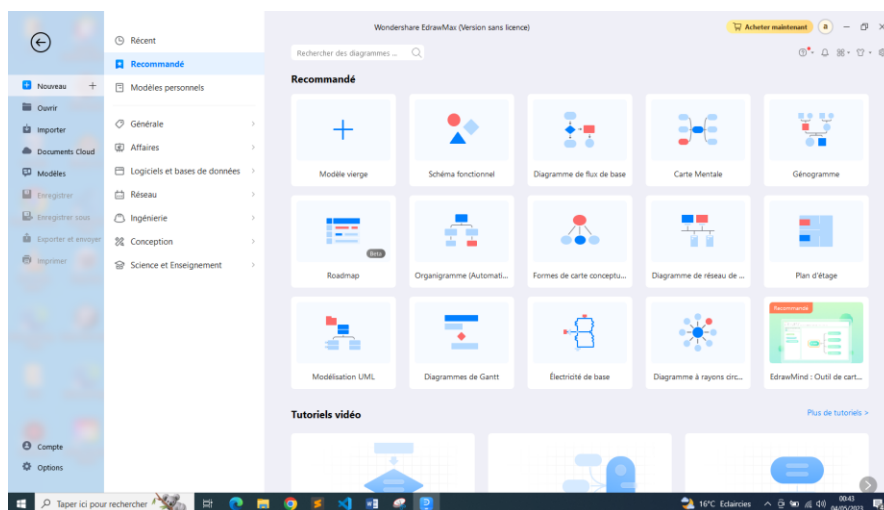 Wondershare EdrawMax (Version sans licence)
Acheter maintenant
a
Nouveau
Ouvrir
Importer
Documents Cloud
Modèles
Enregistrer
Enregistrer sous
Exporter et envoyer
Imprimer
Compte
Options
Récent
Recommandé
Modèles personnels
Générale
Affaires
Logiciels et bases de données
Réseau
Ingénierie
Conception
Science et Enseignement
Rechercher des diagrammes ...
Recommandé
Modèle vierge
Schéma fonctionnel
Diagramme de flux de base
Carte Mentale
Génogramme
Beta
Roadmap
Organigramme (Automati...
Formes de carte conceptu...
Diagramme de réseau de ...
Plan d'étage
Recommandé
Modélisation UML
Diagrammes de Gantt
Électricité de base
Diagramme à rayons circ...
EdrawMind : Outil de cart...
Tutoriels vidéo
Plus de tutoriels >
Taper ici pour rechercher
16°C Eclaircies
00:43
04/05/2023